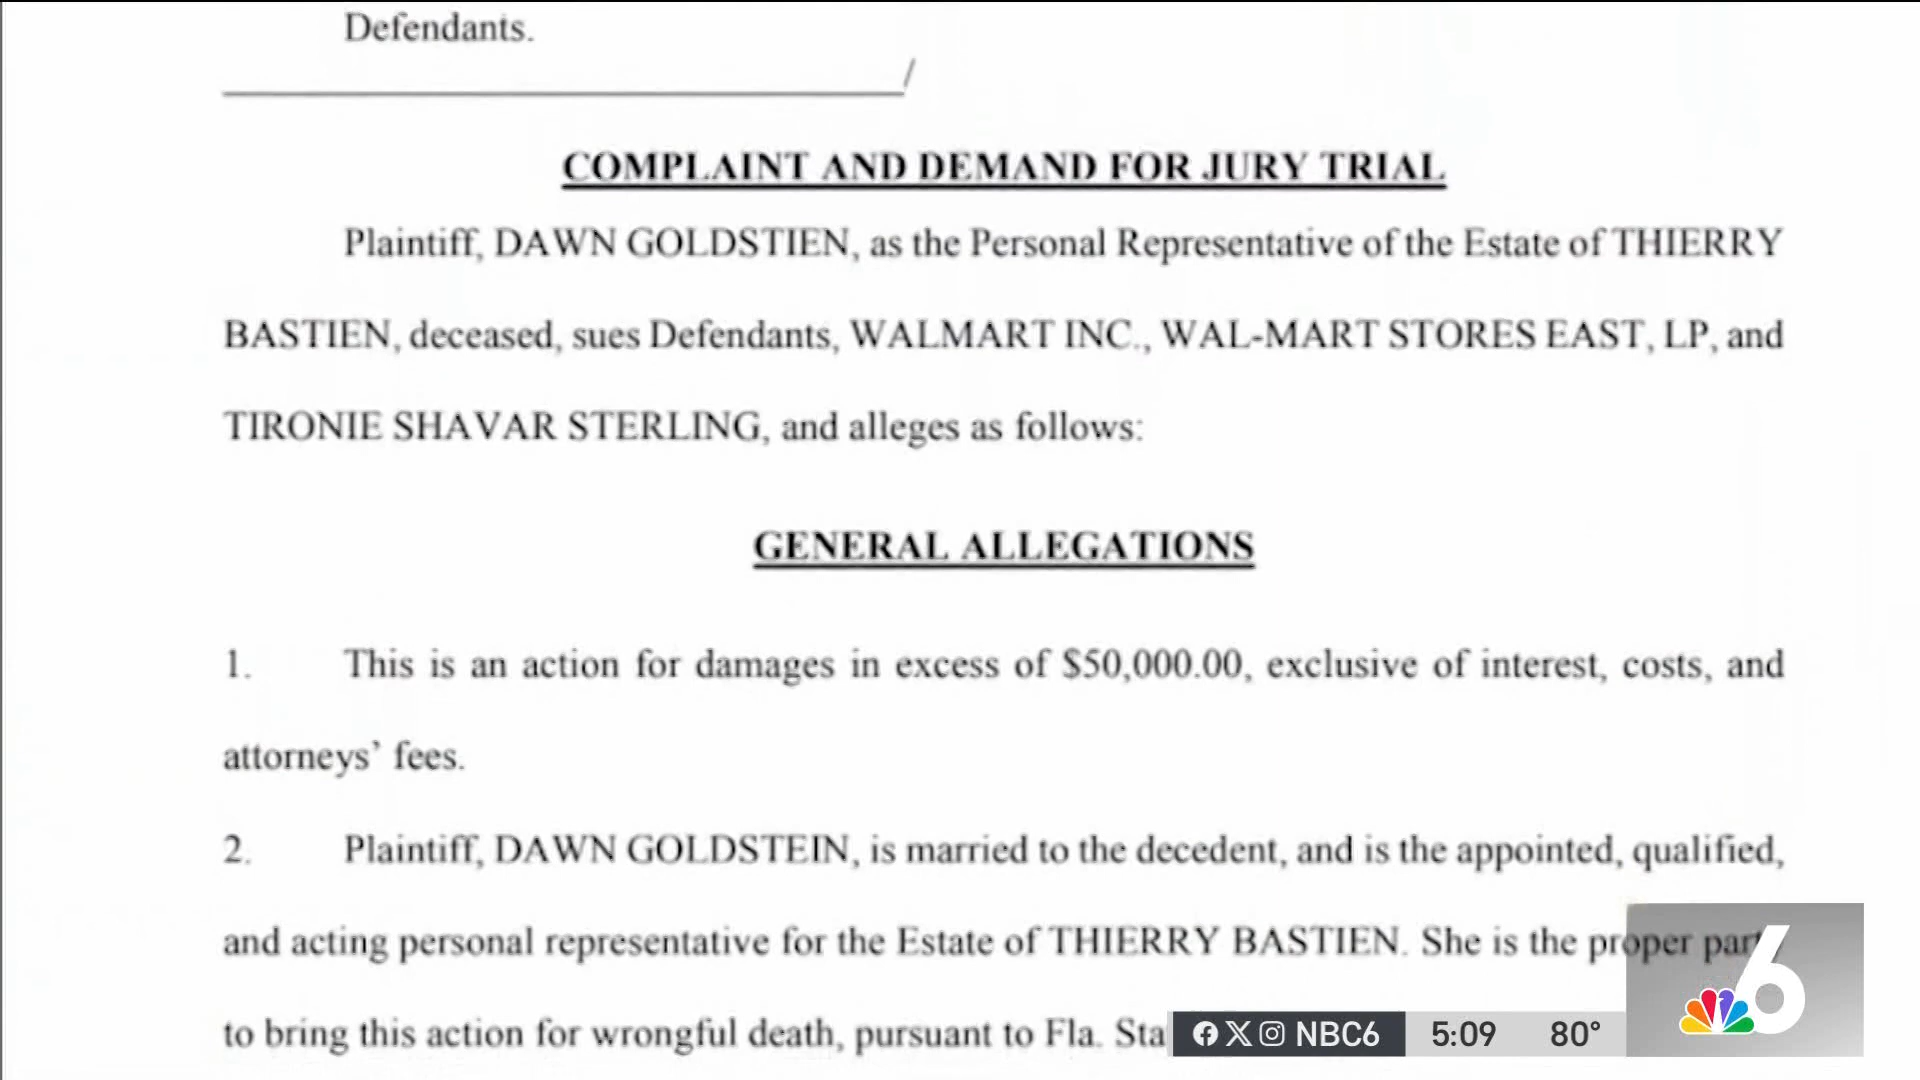 Defendants.
/
COMPLAINT AND DEMAND FOR JURY TRIAL
Plaintiff, DAWN GOLDSTIEN, as the Personal Representative of the Estate of THIERRY
BASTIEN, deceased, sues Defendants, WALMART INC., WAL-MART STORES EAST, LP, and
TIRONIE SHAVAR STERLING, and alleges as follows:
GENERAL ALLEGATIONS
1. This is an action for damages in excess of $50,000.00, exclusive of interest, costs, and
attorneys’ fees.
2. Plaintiff, DAWN GOLDSTEIN, is married to the decedent, and is the appointed, qualified,
and acting personal representative for the Estate of THIERRY BASTIEN. She is the proper
to bring this action for wrongful death, pursuant to Fla.
NBC6 5:09 80°
6